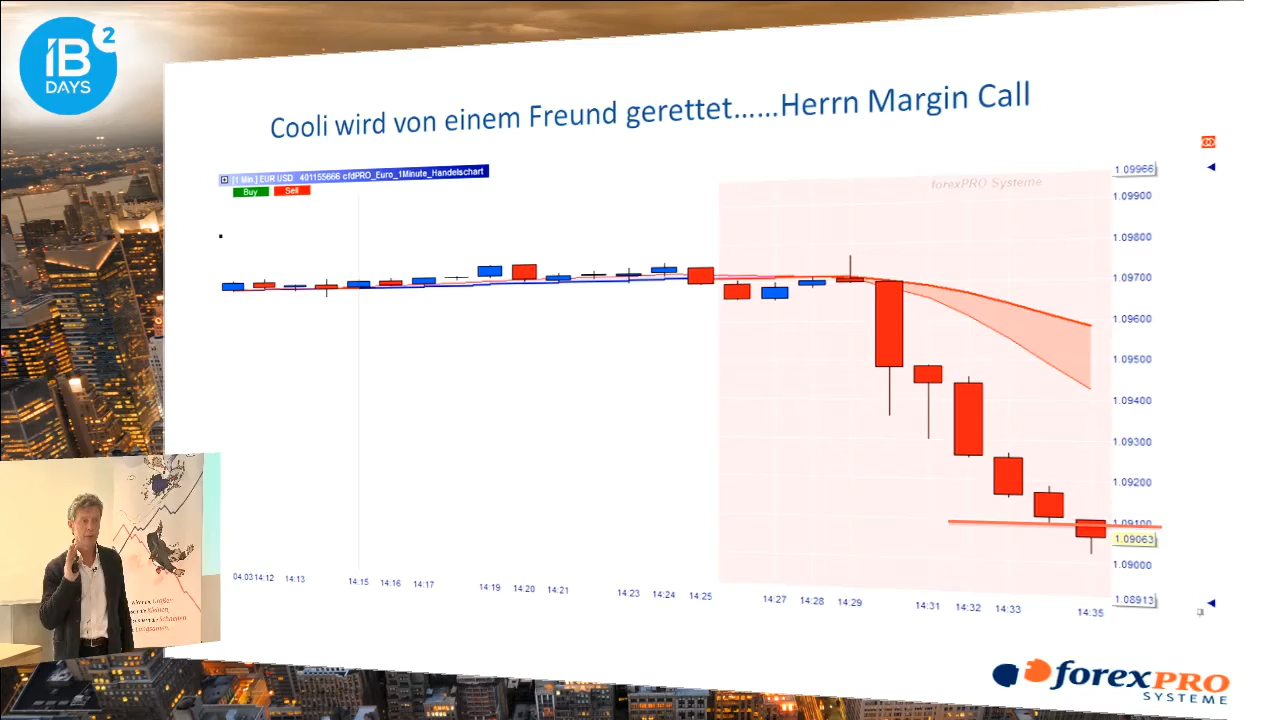 IB 2
DAYS
Cooli wird von einem Freund gerettet......Herrn Margin Call
[1 Min.] EUR USD 401155666 cfdPRO_Euro_1Minute_Handelschart
Buy Sell
forexPRO Systeme
1.09966
1.09900
1.09800
1.09700
1.09600
1.09500
1.09400
1.09300
1.09200
1.09100
1.09063
1.09000
1.08913
04.03 14:12 14:13 14:15 14:16 14:17 14:19 14:20 14:21 14:23 14:24 14:25 14:27 14:28 14:29 14:31 14:32 14:33 14:35
Großen
Kleinen,
Schnellen
Langsamen.
forexPRO
SYSTEME